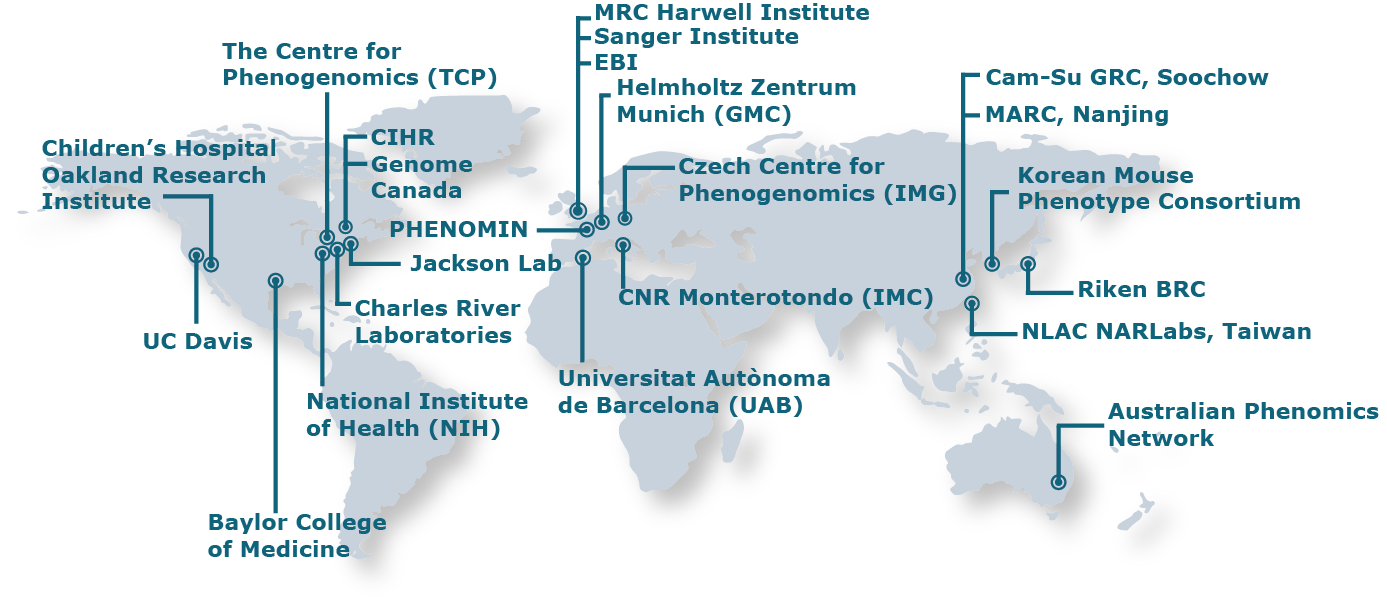 MRC Harwell Institute
Sanger Institute
EBI
Helmholtz Zentrum
Munich (GMC)
The Centre for
Phenogenomics (TCP)
Cam-Su GRC, Soochow
MARC, Nanjing
CIHR
Genome
Canada
Children’s Hospital
Oakland Research
Institute
Czech Centre for
Phenogenomics (IMG)
Korean Mouse
Phenotype Consortium
PHENOMIN
Jackson Lab
CNR Monterotondo (IMC)
Riken BRC
Charles River
Laboratories
UC Davis
NLAC NARLabs, Taiwan
Universitat Autònoma
de Barcelona (UAB)
National Institute
of Health (NIH)
Australian Phenomics
Network
Baylor College
of Medicine